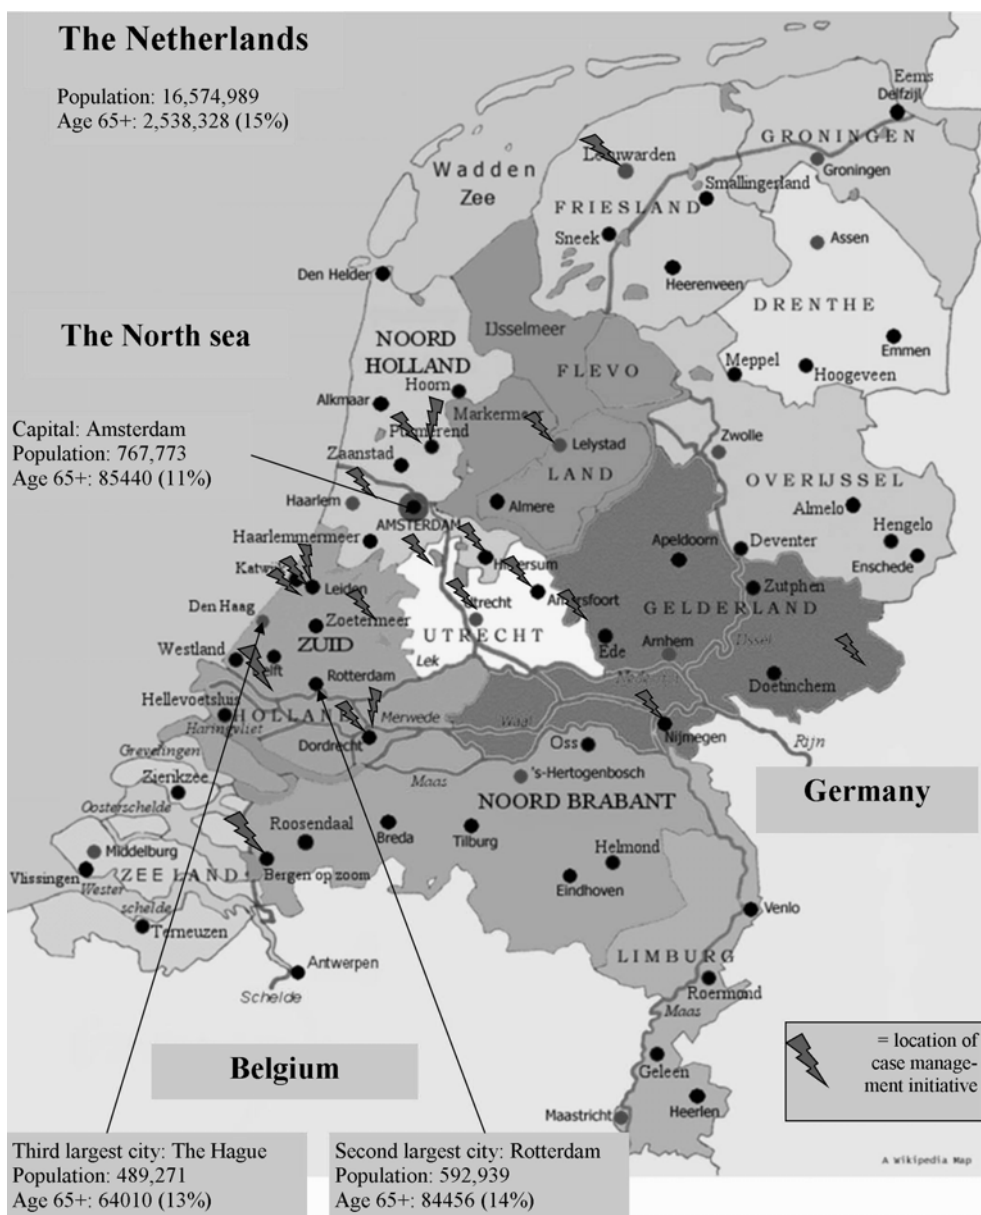 The Netherlands
Population: 16,574,989
Age 65+: 2,538,328 (15%)
Eems
Delfzijl
GRONINGEN
Leeuwarden
Groningen
Wadden
Zee
Smallingerland
FRIESLAND
Sneek
Assen
Den Helder
Heerenveen
DRENTHE
The North sea
IJsselmeer
NOORD
HOLLAND
Emmen
FLEVO
Meppel
Hoogeveen
Hoorn
Alkmaar
Markermeer
Capital: Amsterdam
Population: 767,773
Age 65+: 85440 (11%)
Purmerend
Lelystad
Zwolle
Zaanstad
LAND
OVERIJSSEL
Haarlem
Almere
Almelo
AMSTERDAM
Hengelo
Haarlemmermeer
Apeldoorn
Deventer
Hilversum
Enschede
Katwijk
Leiden
Amersfoort
Zutphen
Utrecht
GELDERLAND
Den Haag
Zoetermeer
UTRECHT
ZUID
Ede
Arnhem
IJssel
Westland
Delft
Lek
Rotterdam
Doetinchem
Hellevoetsluis
HOLLAND
Merwede
Waal
Haringvliet
Dordrecht
Nijmegen
Rijn
Grevelingen
Oss
Maas
's-Hertogenbosch
Zierikzee
Oosterschelde
NOORD BRABANT
Germany
Roosendaal
Breda
Tilburg
Helmond
Middelburg
ZEELAND
Bergen op zoom
Eindhoven
Vlissingen
Wester
schelde
Terneuzen
Venlo
Antwerpen
LIMBURG
Schelde
Roermond
Maas
Belgium
Geleen
Heerlen
Maastricht
= location of
case manage-
ment initiative
Third largest city: The Hague
Population: 489,271
Age 65+: 64010 (13%)
Second largest city: Rotterdam
Population: 592,939
Age 65+: 84456 (14%)
A Wikipedia Map